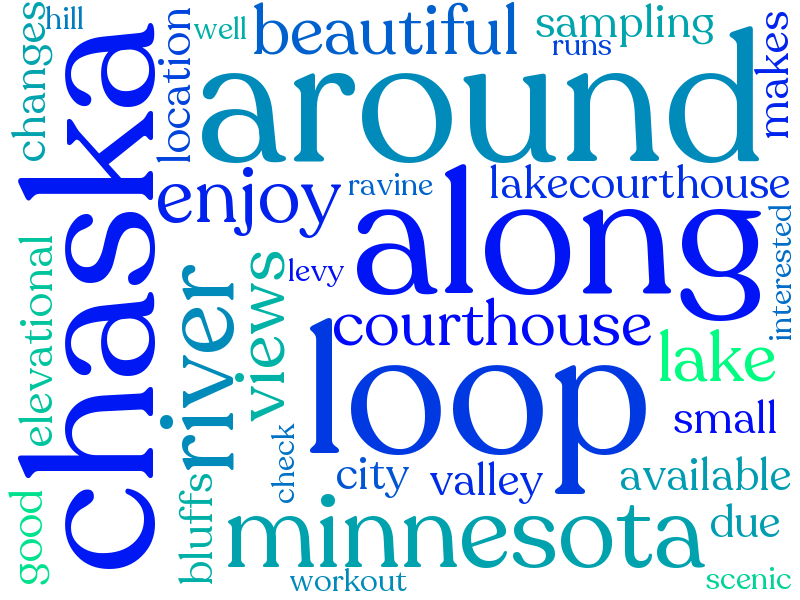 hill
changes
chaska
location
well
beautiful
sampling
runs
makes
around
enjoy
ravine
lakecourthouse
along
interested
elevational
river
views
levy
courthouse
loop
lake
small
check
city
valley
available
good
bluffs
minnesota
due
workout
scenic